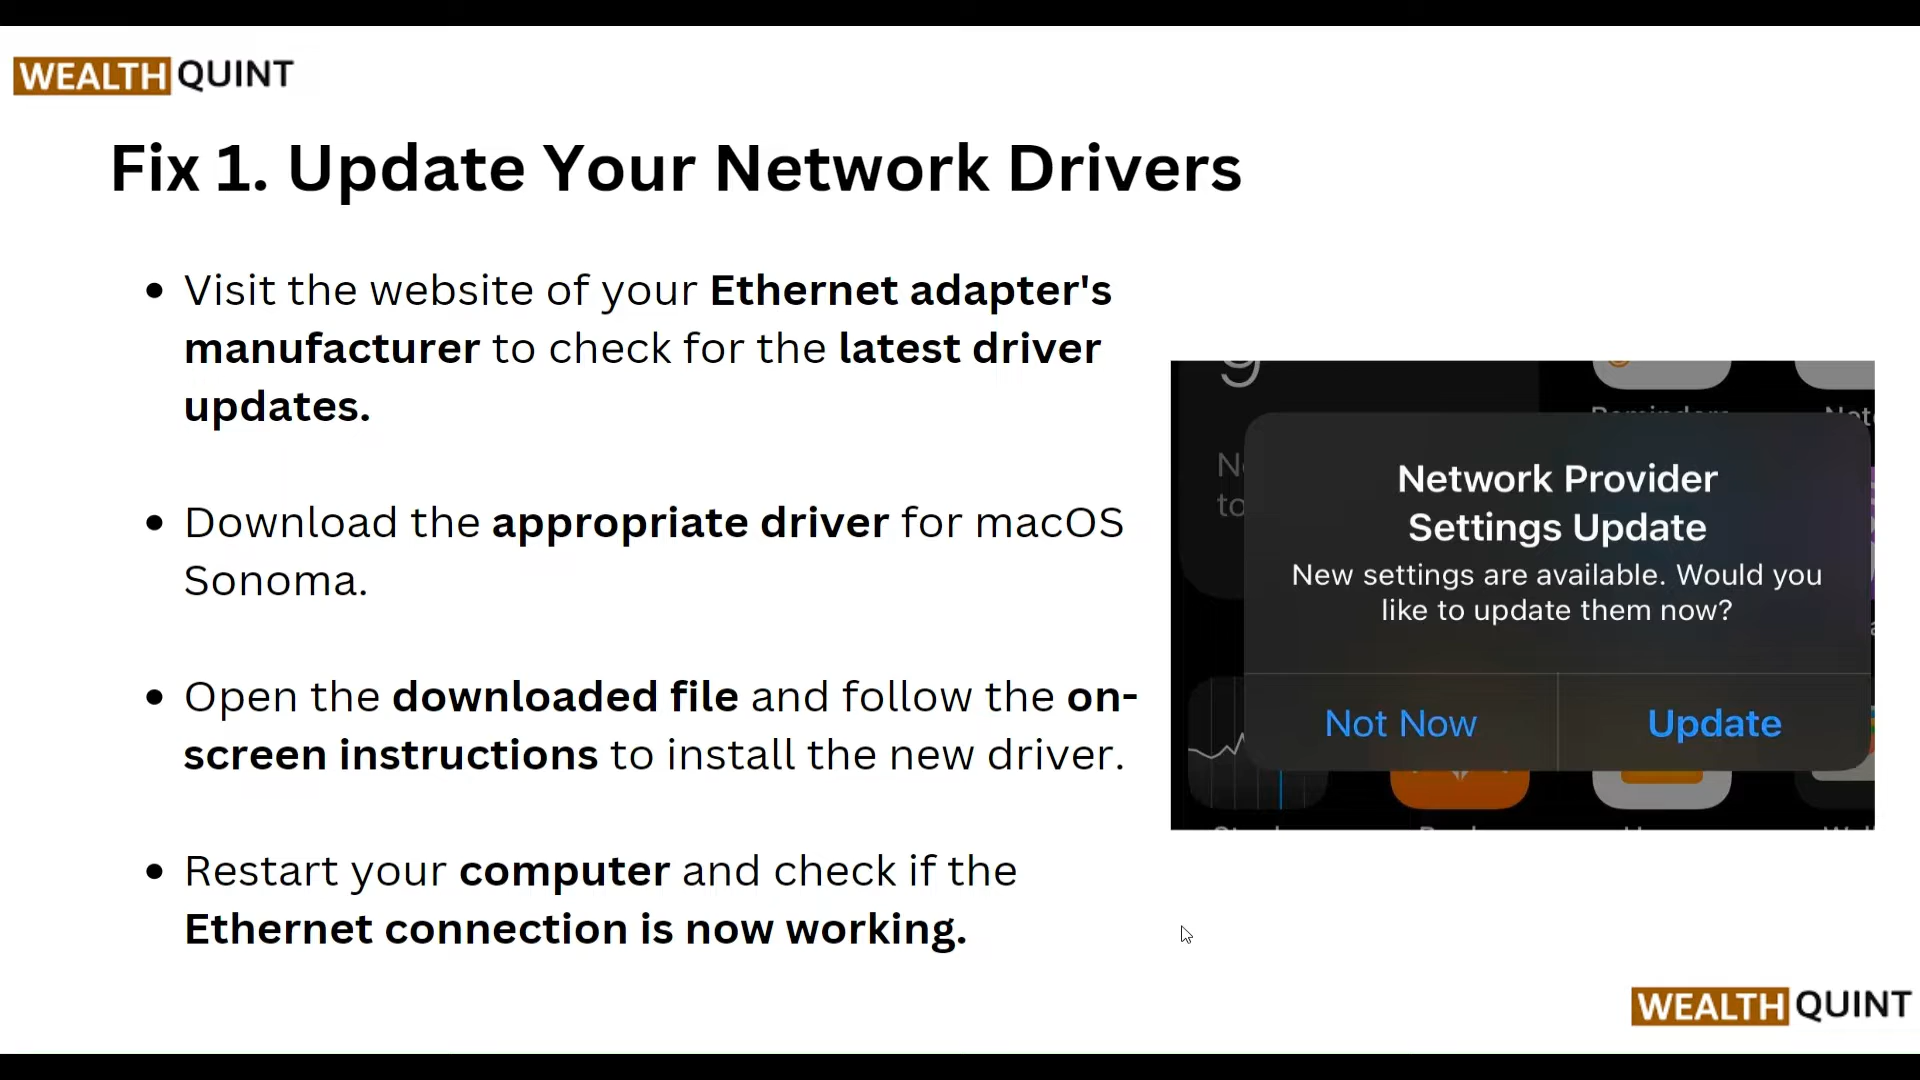 WEALTH QUINT
Fix 1. Update Your Network Drivers
• Visit the website of your Ethernet adapter's
manufacturer to check for the latest driver
updates.
• Download the appropriate driver for macOS
Sonoma.
• Open the downloaded file and follow the on-
screen instructions to install the new driver.
• Restart your computer and check if the
Ethernet connection is now working.
Reminders
Network Provider
Settings Update
New settings are available. Would you
like to update them now?
Not Now
Update
WEALTH QUINT